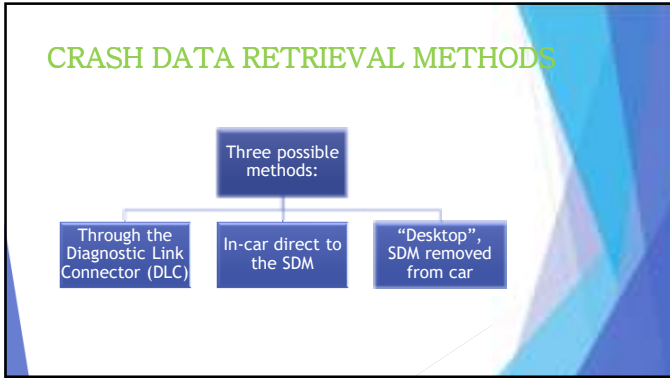 CRASH DATA RETRIEVAL METHODS
Three possible
methods:
Through the
Diagnostic Link
Connector (DLC)
In-car direct to
the SDM
“Desktop”,
SDM removed
from car